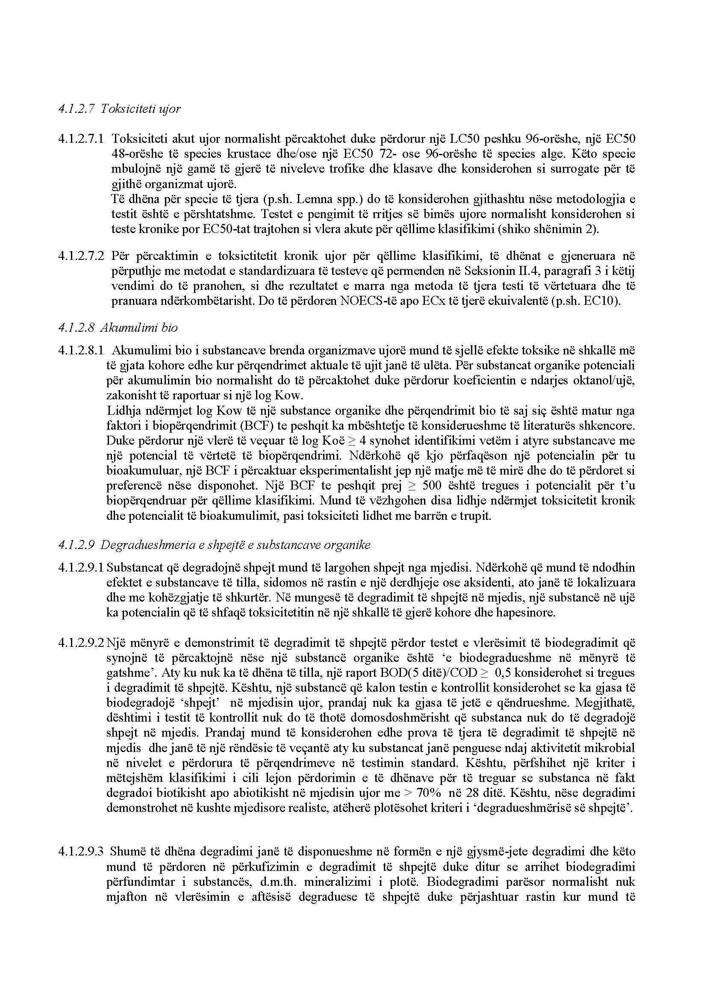 4.1.2.7 Toksiciteti ujor
4.1.2.7.1 Toksiciteti akut ujor normalisht përcaktohet duke përdorur një LC50 peshku 96-orëshe, një EC50
48-orëshe të species krustace dhe/ose një EC50 72- ose 96-orëshe të species alge. Këto specie
mbulojnë një gamë të gjerë të niveleve trofike dhe klasave dhe konsiderohen si surrogate për të
gjithë organizmat ujorë.
Të dhëna për specie të tjera (p.sh. Lemna spp.) do të konsiderohen gjithashtu nëse metodologjia e
testit është e përshtatshme. Testet e pengimit të rritjes së bimës ujore normalisht konsiderohen si
teste kronike por EC50-tat trajtohen si vlera akute për qëllime klasifikimi (shiko shënimin 2).
4.1.2.7.2 Për përcaktimin e toksictitetit kronik ujor për qëllime klasifikimi, të dhënat e gjeneruara në
përputhje me metodat e standardizuara të testeve që permenden në Seksionin II.4, paragrafi 3 i këtij
vendimi do të pranohen, si dhe rezultatet e marra nga metoda të tjera testi të vërtetuara dhe të
pranuara ndërkombëtarisht. Do të përdoren NOECS-të apo ECx të tjerë ekuivalentë (p.sh. EC10).
4.1.2.8 Akumulimi bio
4.1.2.8.1 Akumulimi bio i substancave brenda organizmave ujorë mund të sjellë efekte toksike në shkallë më
të gjata kohore edhe kur përqendrimet aktuale të ujit janë të ulëta. Për substancat organike potenciali
për akumulimin bio normalisht do të përcaktohet duke përdorur koeficientin e ndarjes oktanol/ujë,
zakonisht të raportuar si një log Kow.
Lidhja ndërmjet log Kow të një substance organike dhe përqendrimit bio të saj siç është matur nga
faktori i biopërqendrimit (BCF) te peshqit ka mbështetje të konsiderueshme të literaturës shkencore.
Duke përdorur një vlerë të veçuar të log Koë ≥ 4 synohet identifikimi vetëm i atyre substancave me
një potencial të vërtetë të biopërqendrimi. Ndërkohë që kjo përfaqëson një potencialin për tu
bioakumuluar, një BCF i përcaktuar eksperimentalisht jep një matje më të mirë dhe do të përdoret si
preferencë nëse disponohet. Një BCF te peshqit prej ≥ 500 është tregues i potencialit për t’u
biopërqendruar për qëllime klasifikimi. Mund të vëzhgohen disa lidhje ndërmjet toksicitetit kronik
dhe potencialit të bioakumulimit, pasi toksiciteti lidhet me barrën e trupit.
4.1.2.9 Degradueshmeria e shpejtë e substancave organike
4.1.2.9.1 Substancat që degradojnë shpejt mund të largohen shpejt nga mjedisi. Ndërkohë që mund të ndodhin
efektet e substancave të tilla, sidomos në rastin e një derdhjeje ose aksidenti, ato janë të lokalizuara
dhe me kohëzgjatje të shkurtër. Në mungesë të degradimit të shpejtë në mjedis, një substancë në ujë
ka potencialin që të shfaqë toksicitetitin në një shkallë të gjerë kohore dhe hapesinore.
4.1.2.9.2 Një mënyrë e demonstrimit të degradimit të shpejtë përdor testet e vlerësimit të biodegradimit që
synojnë të përcaktojnë nëse një substancë organike është ‘e biodegradueshme në mënyrë të
gatshme’. Aty ku nuk ka të dhëna të tilla, një raport BOD(5 ditë)/COD ≥ 0,5 konsiderohet si tregues
i degradimit të shpejtë. Kështu, një substancë që kalon testin e kontrollit konsiderohet se ka gjasa të
biodegradojë ‘shpejt’ në mjedisin ujor, prandaj nuk ka gjasa të jetë e qëndrueshme. Megjithatë,
dështimi i testit të kontrollit nuk do të thotë domosdoshmërisht që substanca nuk do të degradojë
shpejt në mjedis. Prandaj mund të konsiderohen edhe prova të tjera të degradimit të shpejtë në
mjedis dhe janë të një rëndësie të veçantë aty ku substancat janë penguese ndaj aktivitetit mikrobial
në nivelet e përdorura të përqendrimeve në testimin standard. Kështu, përfshihet një kriter i
mëtejshëm klasifikimi i cili lejon përdorimin e të dhënave për të treguar se substanca në fakt
degradoi biotikisht apo abiotikisht në mjedisin ujor me > 70% në 28 ditë. Kështu, nëse degradimi
demonstrohet në kushte mjedisore realiste, atëherë plotësohet kriteri i ‘degradueshmërisë së shpejtë’.
4.1.2.9.3 Shumë të dhëna degradimi janë të disponueshme në formën e një gjysmë-jete degradimi dhe këto
mund të përdoren në përkufizimin e degradimit të shpejtë duke ditur se arrihet biodegradimi
përfundimtar i substancës, d.m.th. mineralizimi i plotë. Biodegradimi parësor normalisht nuk
mjafton në vlerësimin e aftësisë degraduese të shpejtë duke përjashtuar rastin kur mund të